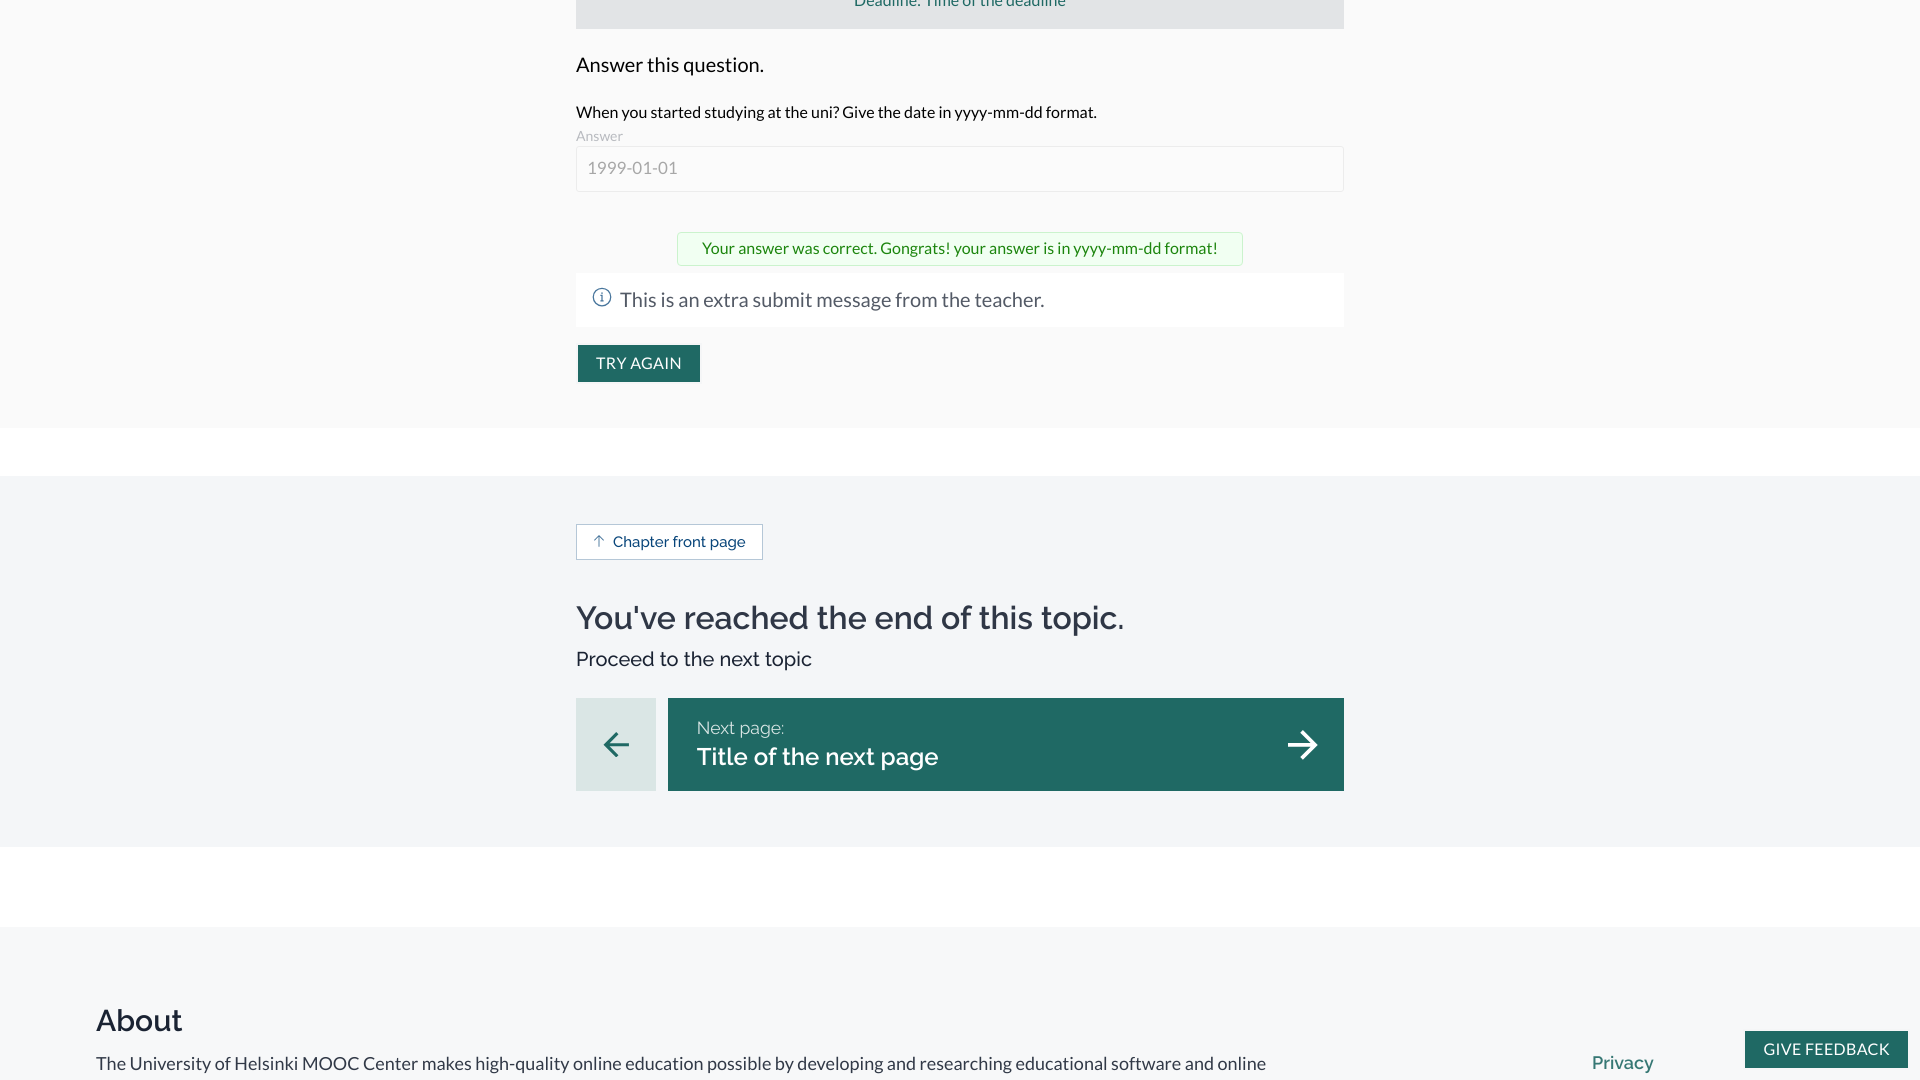 Deadline: Time of the deadline
Answer this question.
When you started studying at the uni? Give the date in yyyy-mm-dd format.
Answer
1999-01-01
Your answer was correct. Gongrats! your answer is in yyyy-mm-dd format!
This is an extra submit message from the teacher.
TRY AGAIN
Chapter front page
You've reached the end of this topic.
Proceed to the next topic
Next page:
Title of the next page
About
The University of Helsinki MOOC Center makes high-quality online education possible by developing and researching educational software and online
Privacy
GIVE FEEDBACK